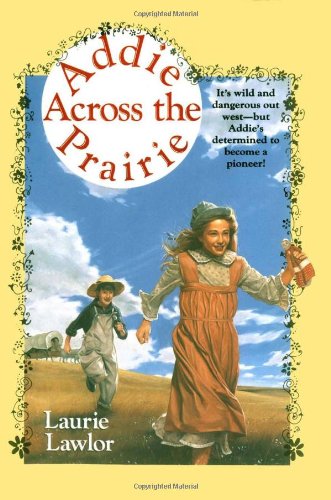 Addie
Across the
Prairie
It's wild and
dangerous out
west—but
Addie's
determined to
become a
pioneer!
Laurie
Lawlor